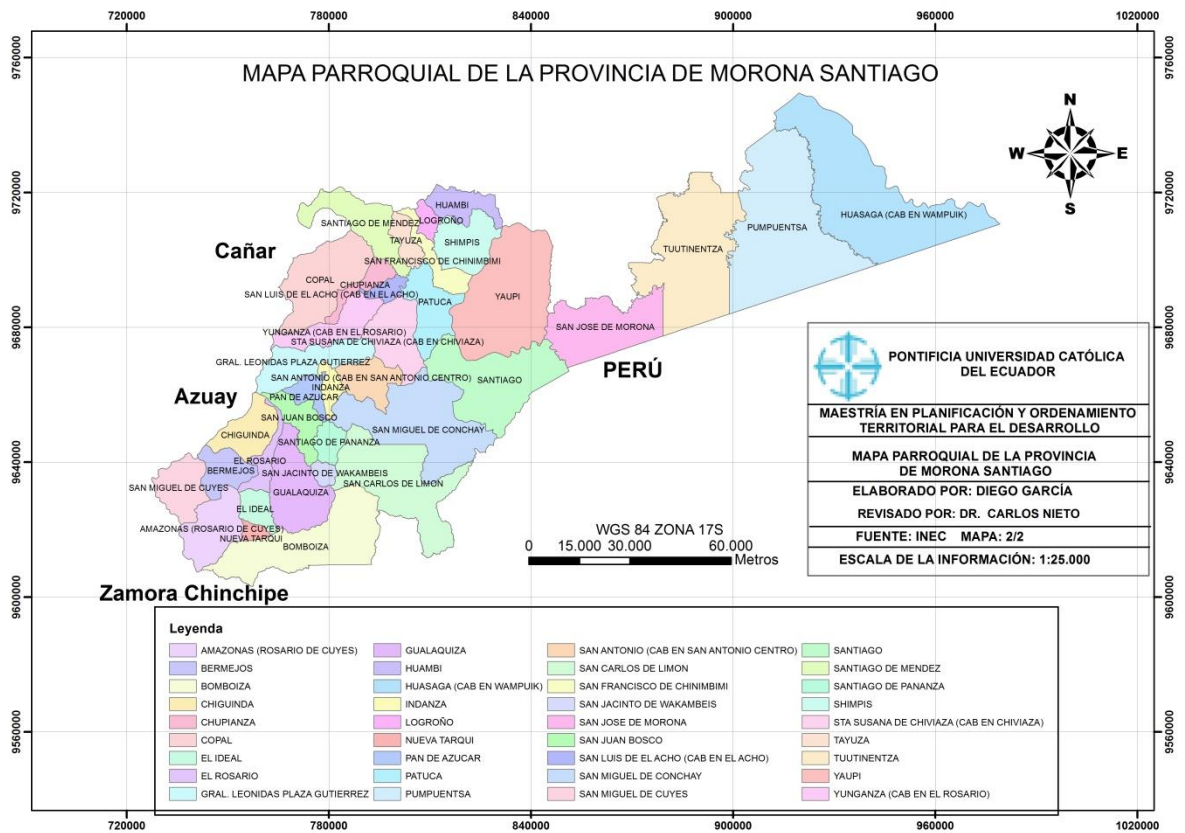 720000 780000 840000 900000 960000 1020000
9760000 9760000
MAPA PARROQUIAL DE LA PROVINCIA DE MORONA SANTIAGO
N
W E
S
9720000 9720000
HUAMBI
LOGROÑO
SANTIAGO DE MENDEZ
HUASAGA (CAB EN WAMPUIK)
PUMPUENTSA
TAYUZA
SHIMPIS
TUUTINENTZA
Cañar
SAN FRANCISCO DE CHINIMBIMI
COPAL
CHUPIANZA
SAN LUIS DE EL ACHO (CAB EN EL ACHO)
YAUPI
PATUCA
9680000 9680000
SAN JOSE DE MORONA
YUNGANZA (CAB EN EL ROSARIO)
STA SUSANA DE CHIVIAZA (CAB EN CHIVIAZA)
PERÚ
GRAL. LEONIDAS PLAZA GUTIERREZ
SAN ANTONIO (CAB EN SAN ANTONIO CENTRO)
SANTIAGO
INDANZA
PAN DE AZUCAR
Azuay
SAN JUAN BOSCO
SAN MIGUEL DE CONCHAY
CHIGUINDA
SANTIAGO DE PANANZA
9640000 9640000
EL ROSARIO
BERMEJOS
SAN JACINTO DE WAKAMBEIS
SAN CARLOS DE LIMON
SAN MIGUEL DE CUYES
GUALAQUIZA
EL IDEAL
AMAZONAS (ROSARIO DE CUYES)
NUEVA TARQUI
BOMBOIZA
Zamora Chinchipe
9600000 9600000
WGS 84 ZONA 17S
0 15.000 30.000 60.000
Metros
PONTIFICIA UNIVERSIDAD CATÓLICA
DEL ECUADOR
MAESTRÍA EN PLANIFICACIÓN Y ORDENAMIENTO
TERRITORIAL PARA EL DESARROLLO
MAPA PARROQUIAL DE LA PROVINCIA
DE MORONA SANTIAGO
ELABORADO POR: DIEGO GARCÍA
REVISADO POR: DR. CARLOS NIETO
FUENTE: INEC MAPA: 2/2
ESCALA DE LA INFORMACIÓN: 1:25.000
Leyenda
AMAZONAS (ROSARIO DE CUYES)
BERMEJOS
BOMBOIZA
CHIGUINDA
CHUPIANZA
COPAL
EL IDEAL
EL ROSARIO
GRAL. LEONIDAS PLAZA GUTIERREZ
GUALAQUIZA
HUAMBI
HUASAGA (CAB EN WAMPUIK)
INDANZA
LOGROÑO
NUEVA TARQUI
PAN DE AZUCAR
PATUCA
PUMPUENTSA
SAN ANTONIO (CAB EN SAN ANTONIO CENTRO)
SAN CARLOS DE LIMON
SAN FRANCISCO DE CHINIMBIMI
SAN JACINTO DE WAKAMBEIS
SAN JOSE DE MORONA
SAN JUAN BOSCO
SAN LUIS DE EL ACHO (CAB EN EL ACHO)
SAN MIGUEL DE CONCHAY
SAN MIGUEL DE CUYES
SANTIAGO
SANTIAGO DE MENDEZ
SANTIAGO DE PANANZA
SHIMPIS
STA SUSANA DE CHIVIAZA (CAB EN CHIVIAZA)
TAYUZA
TUUTINENTZA
YAUPI
YUNGANZA (CAB EN EL ROSARIO)
9560000 9560000
720000 780000 840000 900000 960000 1020000